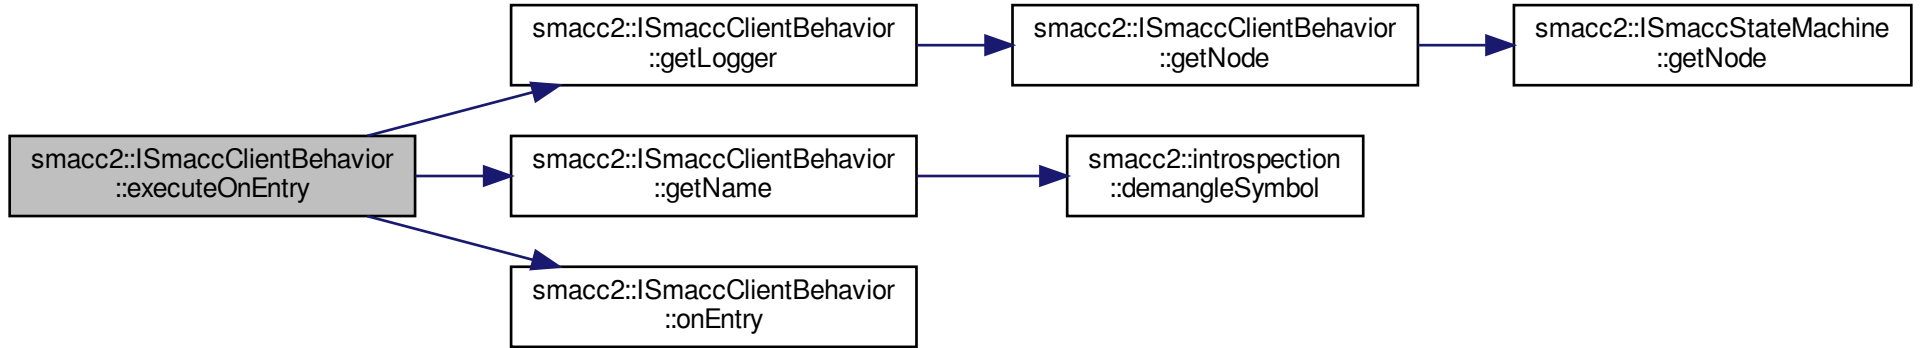 smacc2::ISmaccClientBehavior
::getLogger
smacc2::ISmaccClientBehavior
::getNode
smacc2::ISmaccStateMachine
::getNode
smacc2::ISmaccClientBehavior
::executeOnEntry
smacc2::ISmaccClientBehavior
::getName
smacc2::introspection
::demangleSymbol
smacc2::ISmaccClientBehavior
::onEntry